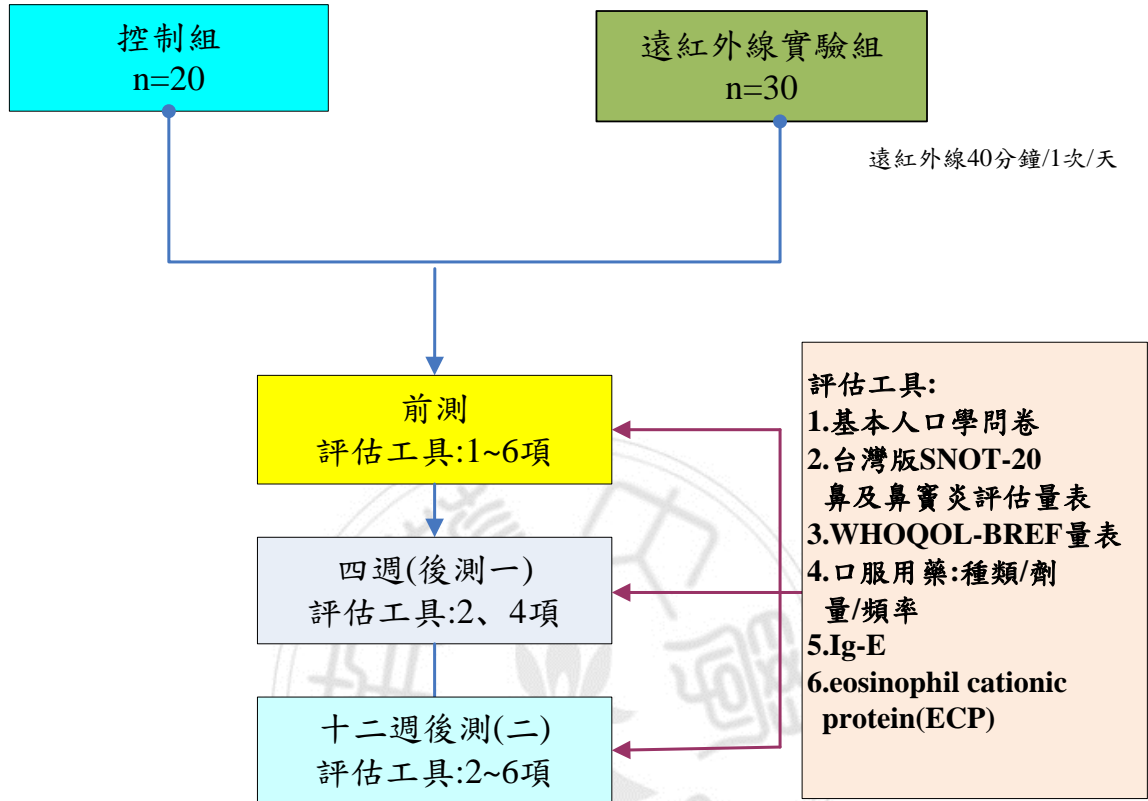 控制組
n=20
遠紅外線實驗組
n=30
遠紅外線40分鐘/1次/天
前測
評估工具:1~6項
四週(後測一)
評估工具:2、4項
十二週後測(二)
評估工具:2~6項
評估工具:
1.基本人口學問卷
2.台灣版SNOT-20
鼻及鼻竇炎評估量表
3.WHOQOL-BREF量表
4.口服用藥:種類/劑
量/頻率
5.Ig-E
6.eosinophil cationic
protein(ECP)